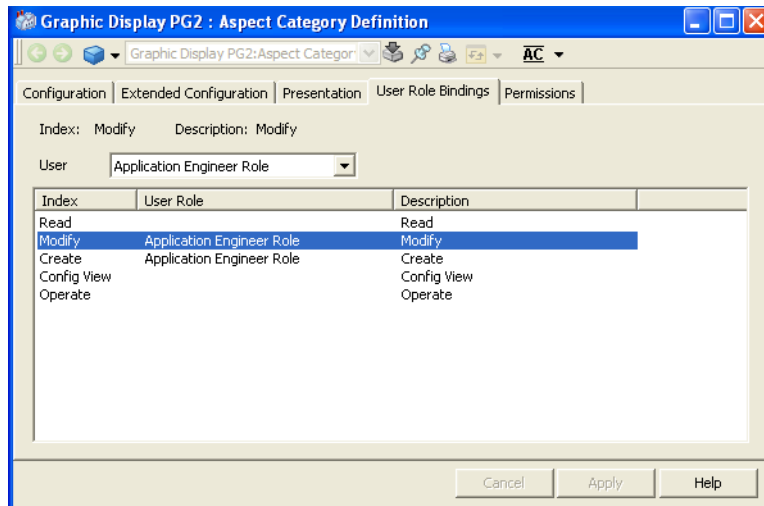 Graphic Display PG2 : Aspect Category Definition
Graphic Display PG2:Aspect Categor AC
Configuration Extended Configuration Presentation User Role Bindings Permissions
Index: Modify Description: Modify
User Application Engineer Role
Index User Role Description
Read Read
Modify Application Engineer Role Modify
Create Application Engineer Role Create
Config View Config View
Operate Operate
Cancel Apply Help